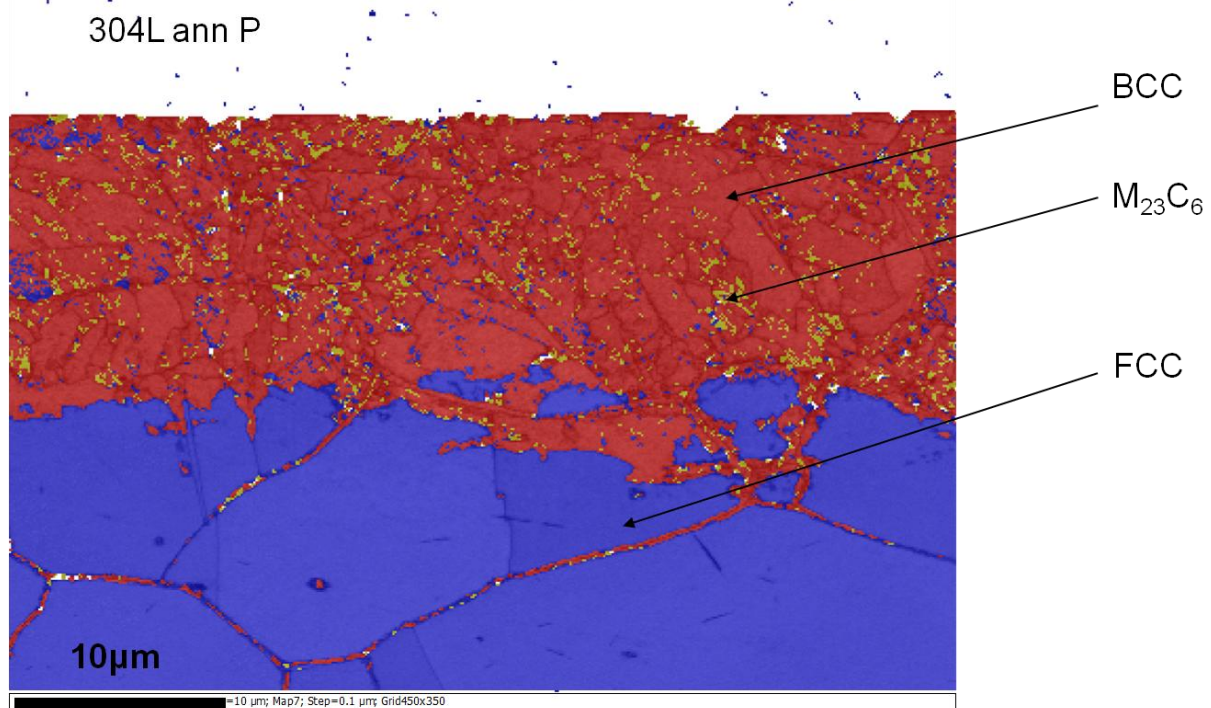 304L ann P
BCC
M₂₃C₆
FCC
10µm
=10 µm; Map7; Step=0.1 µm; Grid450x350